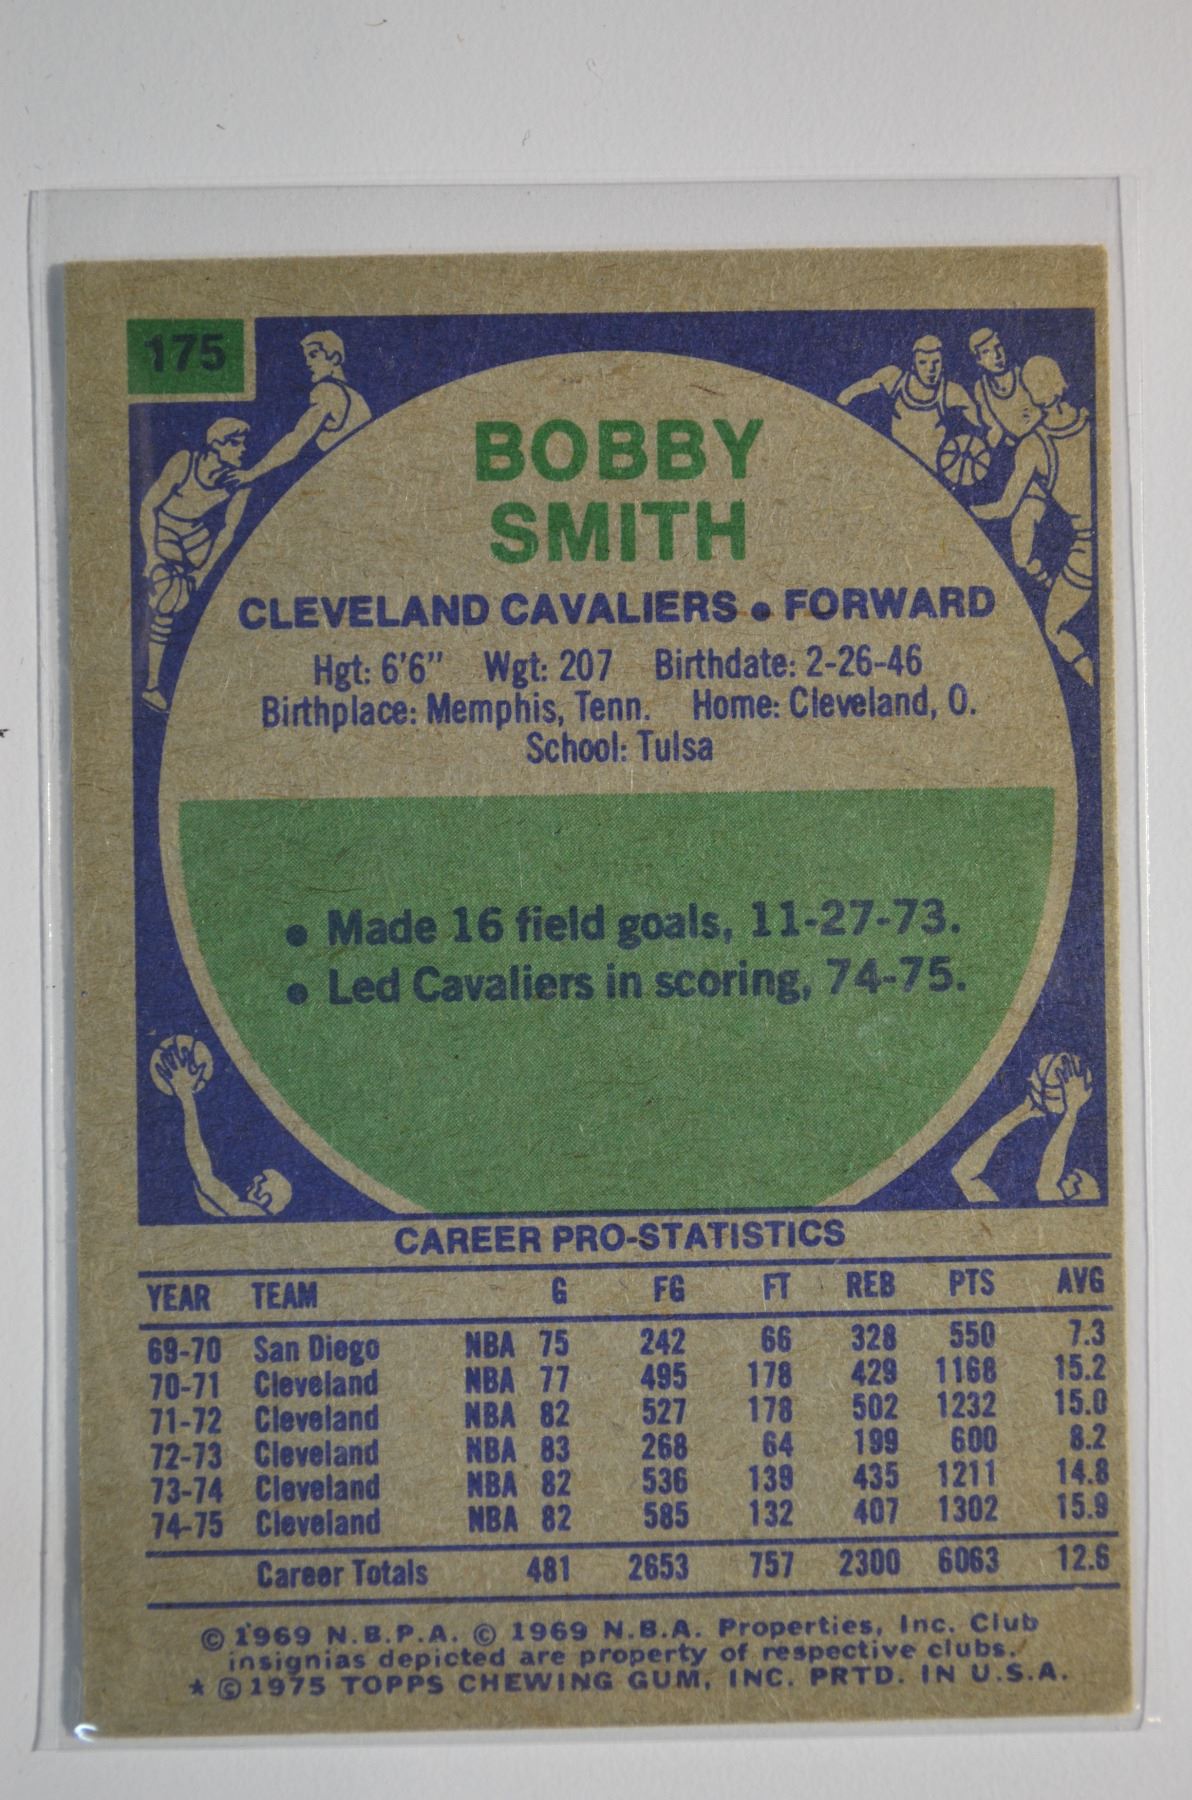 175
BOBBY
SMITH
CLEVELAND CAVALIERS • FORWARD
Hgt: 6'6" Wgt: 207 Birthdate: 2-26-46
Birthplace: Memphis, Tenn. Home: Cleveland, O.
School: Tulsa
• Made 16 field goals, 11-27-73.
• Led Cavaliers in scoring, 74-75.
CAREER PRO-STATISTICS
YEAR TEAM G FG FT REB PTS AVG
69-70 San Diego NBA 75 242 66 328 550 7.3
70-71 Cleveland NBA 77 495 178 429 1168 15.2
71-72 Cleveland NBA 82 527 178 502 1232 15.0
72-73 Cleveland NBA 83 268 64 199 600 8.2
73-74 Cleveland NBA 82 536 139 435 1211 14.8
74-75 Cleveland NBA 82 585 132 407 1302 15.9
Career Totals 481 2653 757 2300 6063 12.6
© 1969 N.B.P.A. © 1969 N.B.A. Properties, Inc. Club
insignias depicted are property of respective clubs.
★ © 1975 TOPPS CHEWING GUM, INC. PRTD. IN U.S.A.